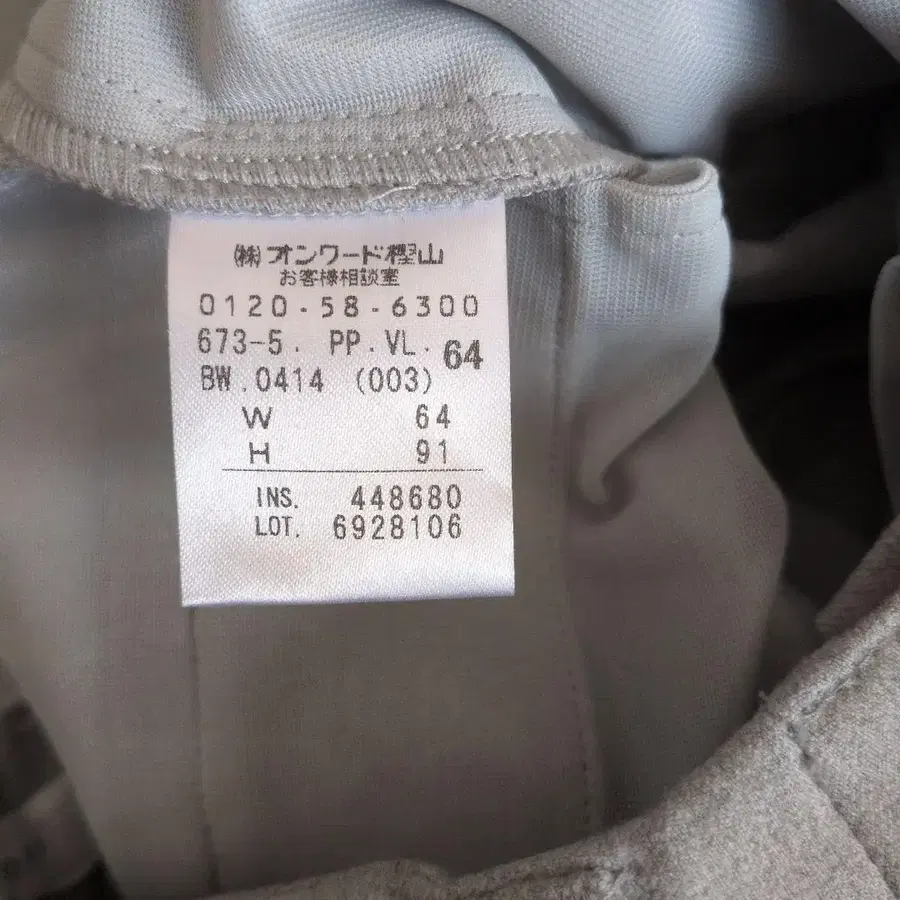 ㈱オンワード樫山
お客様相談室
0120-58-6300
673-5. PP.VL. 64
BW.0414 (003)
W 64
H 91
INS. 448680
LOT. 6928106